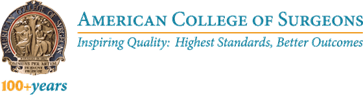 AMERICAN COLLEGE OF SURGEONS
Inspiring Quality: Highest Standards, Better Outcomes
100+years